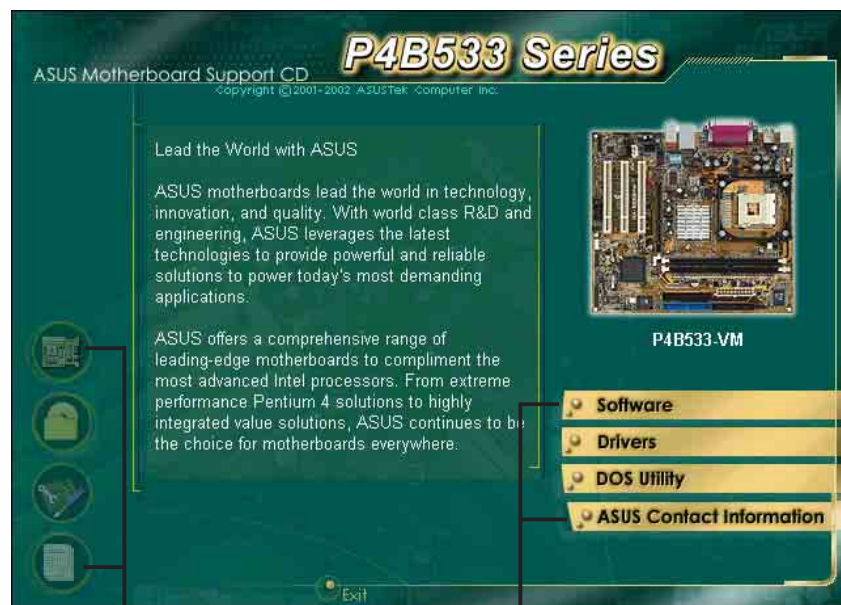 P4B533 Series
ASUS Motherboard Support CD
Copyright ©2001-2002 ASUSTek Computer Inc.
Lead the World with ASUS
ASUS motherboards lead the world in technology,
innovation, and quality. With world class R&D and
engineering, ASUS leverages the latest
technologies to provide powerful and reliable
solutions to power today's most demanding
applications.
ASUS offers a comprehensive range of
leading-edge motherboards to compliment the
most advanced Intel processors. From extreme
performance Pentium 4 solutions to highly
integrated value solutions, ASUS continues to be
the choice for motherboards everywhere.
P4B533-VM
Software
Drivers
DOS Utility
ASUS Contact Information
Exit